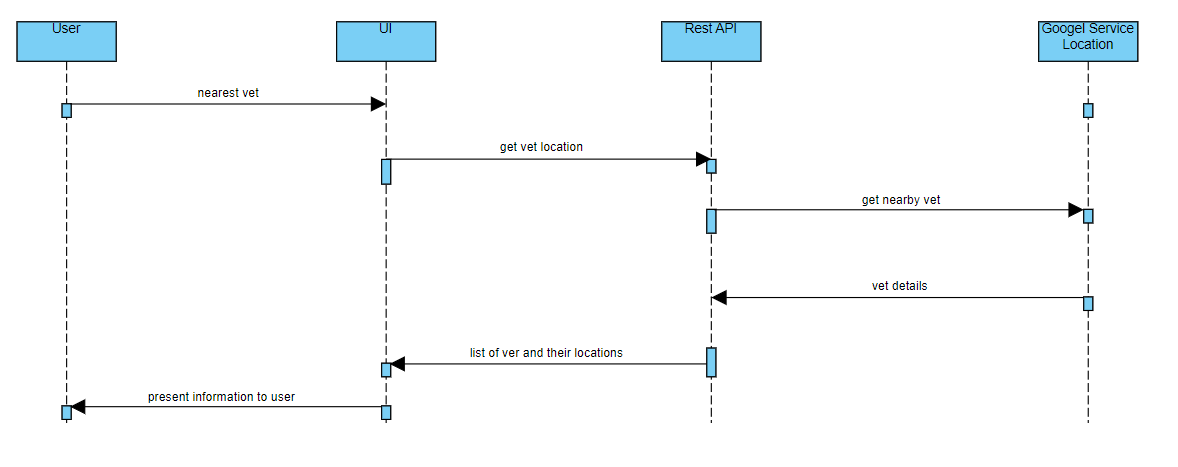 User
UI
Rest API
Googel Service
Location
nearest vet
get vet location
get nearby vet
vet details
list of ver and their locations
present information to user